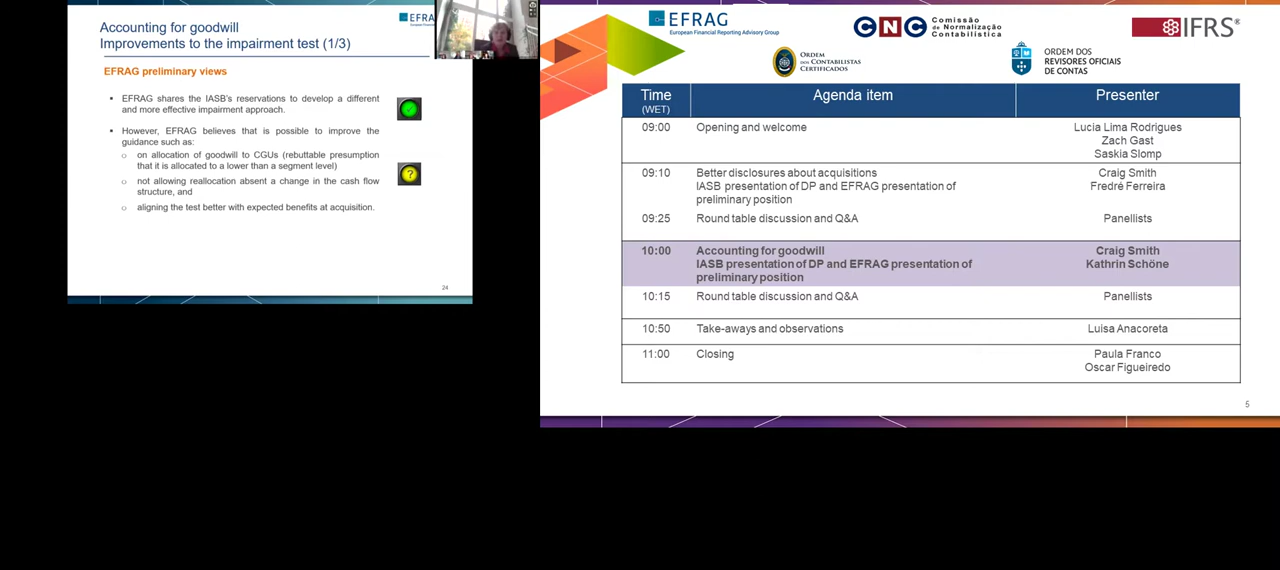 Accounting for goodwill
Improvements to the impairment test (1/3)
EFRAG
EFRAG preliminary views
EFRAG shares the IASB's reservations to develop a different
and more effective impairment approach.
However, EFRAG believes that is possible to improve the
guidance such as:
on allocation of goodwill to CGUs (rebuttable presumption
that it is allocated to a lower than a segment level)
not allowing reallocation absent a change in the cash flow
structure, and
aligning the test better with expected benefits at acquisition.
24
EFRAG
European Financial Reporting Advisory Group
CNC
Comissão
de Normalização
Contabilística
IFRS®
ORDEM
DOS CONTABILISTAS
CERTIFICADOS
ORDEM DOS
REVISORES OFICIAIS
DE CONTAS
Time
(WET)
Agenda item
Presenter
09:00 Opening and welcome Lucia Lima Rodrigues
Zach Gast
Saskia Slomp
09:10 Better disclosures about acquisitions Craig Smith
IASB presentation of DP and EFRAG presentation of Fredré Ferreira
preliminary position
09:25 Round table discussion and Q&A Panellists
10:00 Accounting for goodwill Craig Smith
IASB presentation of DP and EFRAG presentation of Kathrin Schöne
preliminary position
10:15 Round table discussion and Q&A Panellists
10:50 Take-aways and observations Luisa Anacoreta
11:00 Closing Paula Franco
Oscar Figueiredo
5